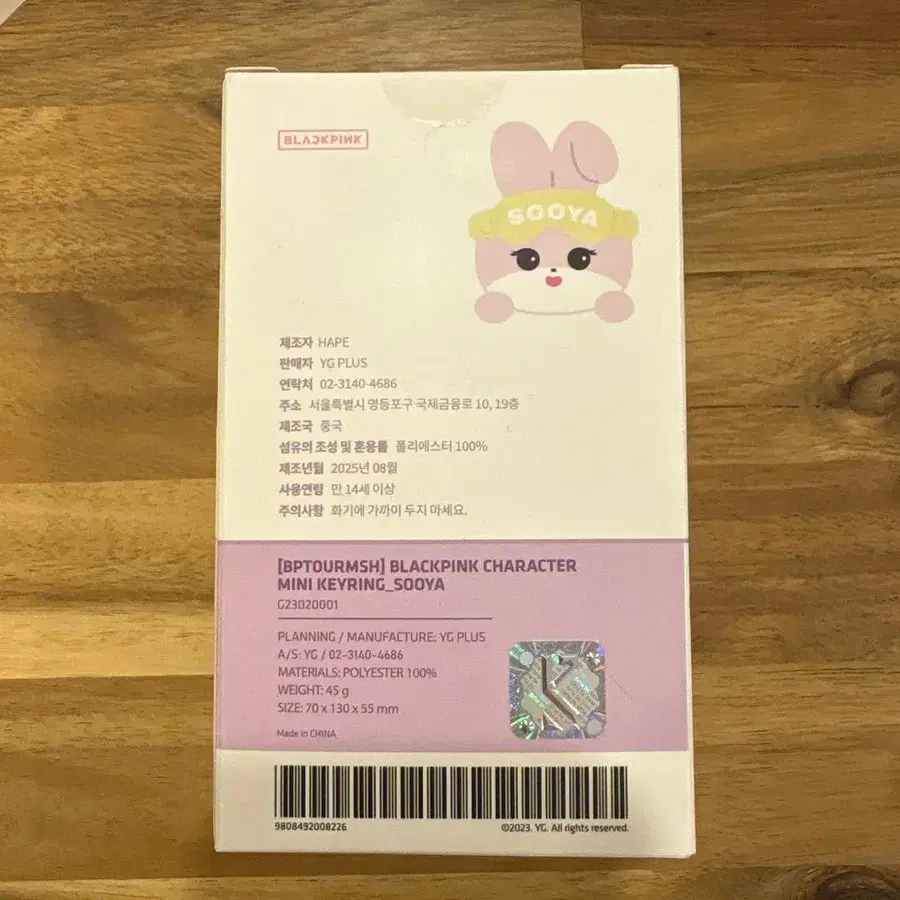 BLACKPINK
SOOYA
제조자 HAPE
판매자 YG PLUS
연락처 02-3140-4686
주소 서울특별시 영등포구 국제금융로 10, 19층
제조국 중국
섬유의 조성 및 혼용률 폴리에스터 100%
제조년월 2025년 08월
사용연령 만 14세 이상
주의사항 화기에 가까이 두지 마세요.
[BPTOURMSH] BLACKPINK CHARACTER
MINI KEYRING_SOOYA
G23020001
PLANNING / MANUFACTURE: YG PLUS
A/S: YG / 02-3140-4686
MATERIALS: POLYESTER 100%
WEIGHT: 45 g
SIZE: 70 x 130 x 55 mm
Made in CHINA
9808492008226
©2023. YG. All rights reserved.